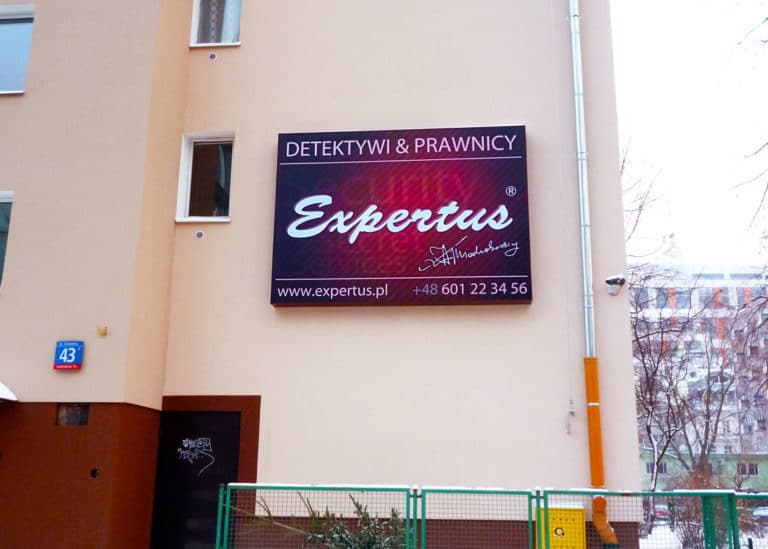 DETEKTYWI & PRAWNICY
Expertus®
www.expertus.pl +48 601 22 34 56
43